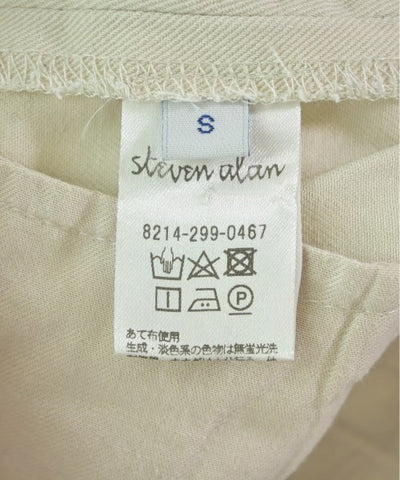 S
steven alan
8214-299-0467
P
あて布使用
生成・淡色系の色物は無蛍光洗